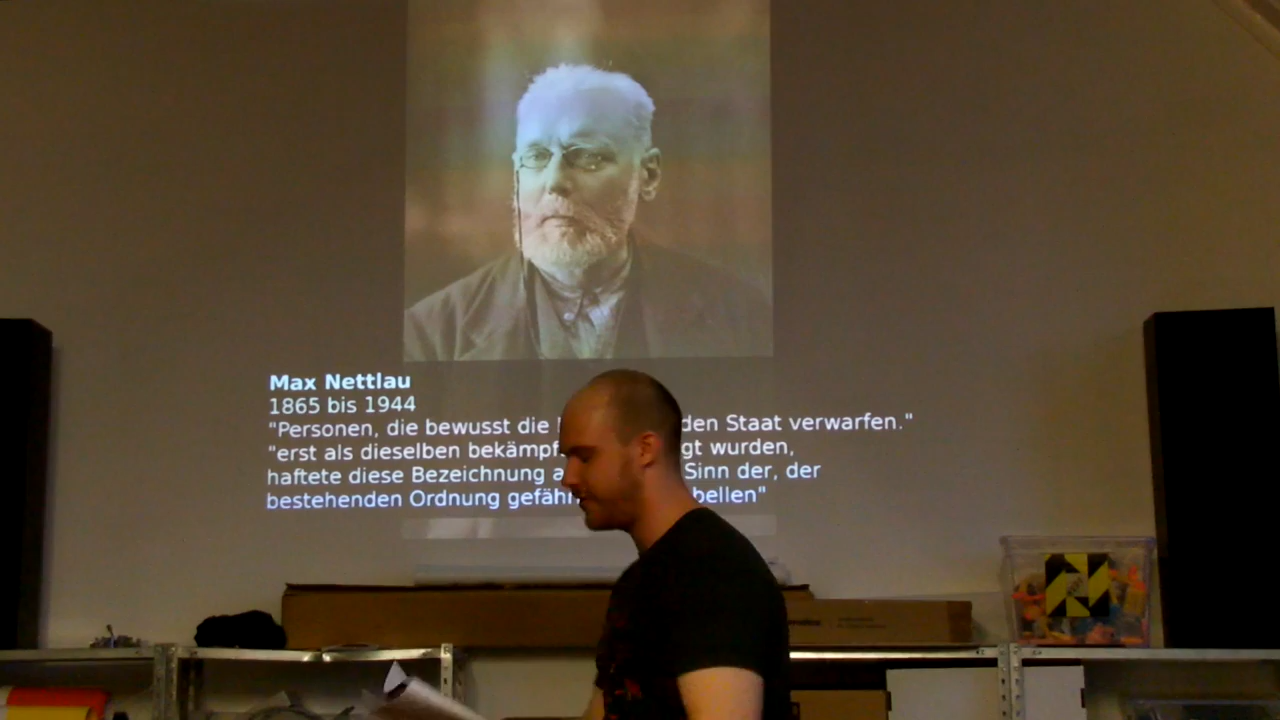 Max Nettlau
1865 bis 1944
"Personen, die bewusst die den Staat verwarfen."
"erst als dieselben bekämpf gt wurden,
haftete diese Bezeichnung a Sinn der, der
bestehenden Ordnung gefähr bellen"